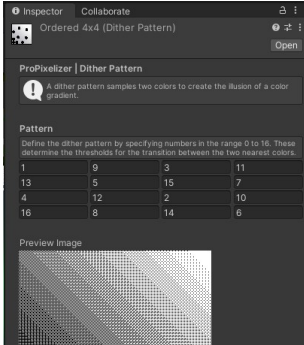 Inspector Collaborate
Ordered 4x4 (Dither Pattern)
Open
ProPixelizer | Dither Pattern
A dither pattern samples two colors to create the illusion of a color
gradient.
Pattern
Define the dither pattern by specifying numbers in the range 0 to 16. These
determine the thresholds for the transition between the two nearest colors.
1 9 3 11
13 5 15 7
4 12 2 10
16 8 14 6
Preview Image